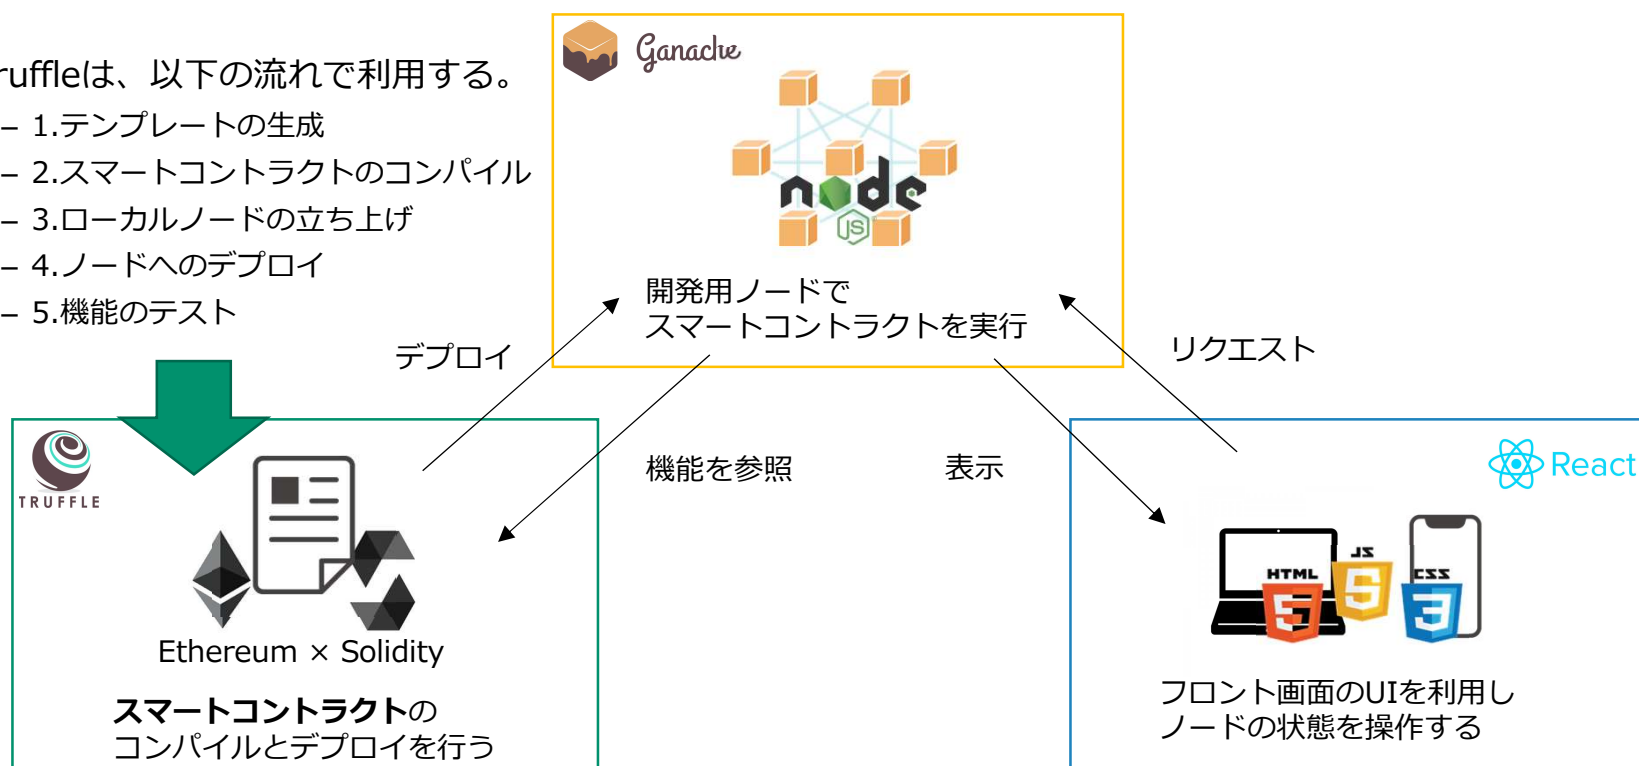 ruffleは、以下の流れで利用する。
– 1.テンプレートの生成
– 2.スマートコントラクトのコンパイル
– 3.ローカルノードの立ち上げ
– 4.ノードへのデプロイ
– 5.機能のテスト
Ganache
node
JS
開発用ノードで
スマートコントラクトを実行
デプロイ
リクエスト
機能を参照
表示
TRUFFLE
Ethereum × Solidity
スマートコントラクトの
コンパイルとデプロイを行う
React
HTML
5
JS
5
CSS
3
フロント画面のUIを利用し
ノードの状態を操作する